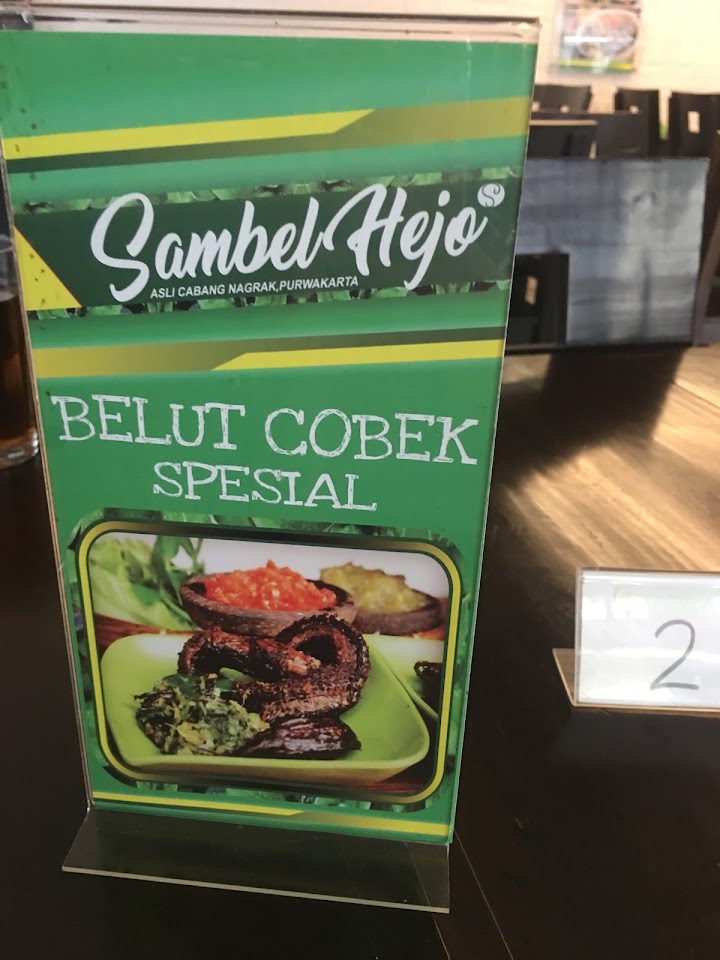 Sambel Hejo S
ASLI CABANG NAGRAK,PURWAKARTA
BELUT COBEK
SPESIAL
2